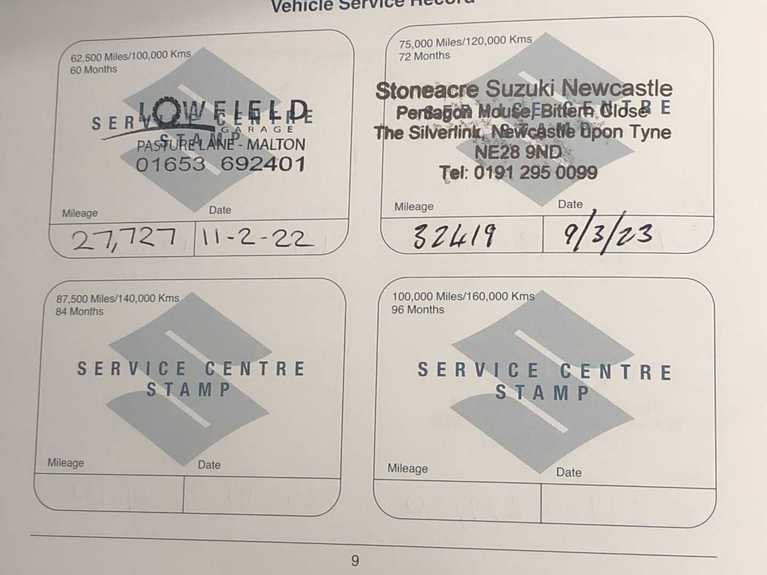 Vehicle Service Record
62,500 Miles/100,000 Kms
60 Months
SERVICE CENTRE
STAMP
LOWFIELD
GARAGE
PASTURE LANE - MALTON
01653 692401
Mileage Date
27,727 11-2-22
75,000 Miles/120,000 Kms
72 Months
SERVICE CENTRE
STAMP
Stoneacre Suzuki Newcastle
Pentagon House, Bittern Close
The Silverlink, Newcastle Upon Tyne
NE28 9ND
Tel: 0191 295 0099
Mileage Date
32419 9/3/23
87,500 Miles/140,000 Kms
84 Months
SERVICE CENTRE
STAMP
Mileage Date
100,000 Miles/160,000 Kms
96 Months
SERVICE CENTRE
STAMP
Mileage Date
9